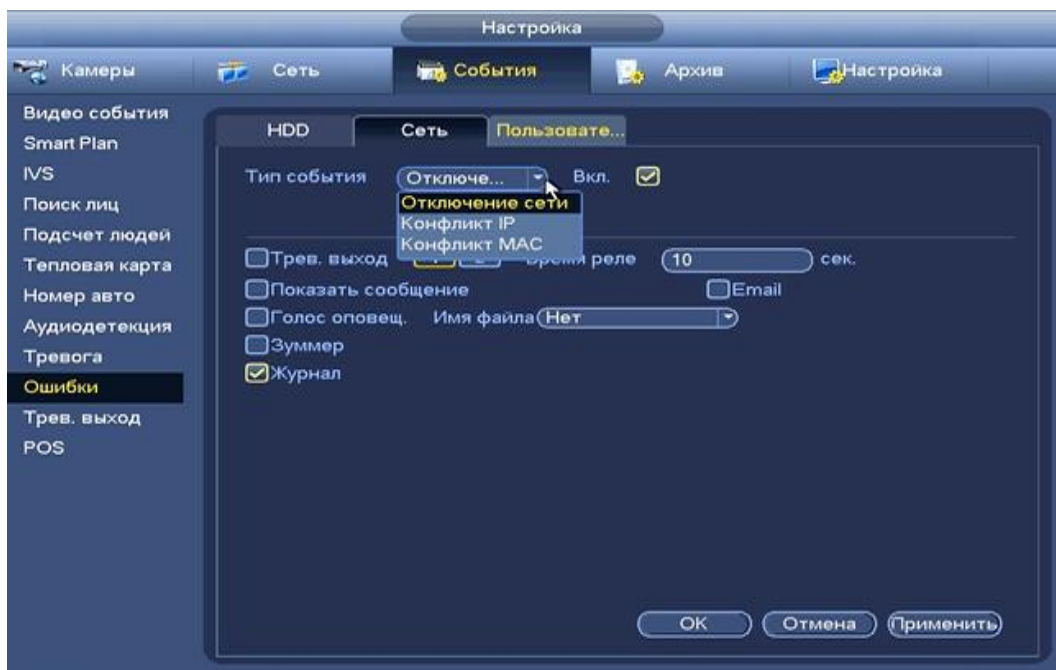 Настройка
Камеры Сеть События Архив Настройка
Видео события
Smart Plan
IVS
Поиск лиц
Подсчет людей
Тепловая карта
Номер авто
Аудиодетекция
Тревога
Ошибки
Трев. выход
POS
HDD Сеть Пользовате...
Тип события Отключе... Вкл.
Отключение сети
Конфликт IP
Конфликт MAC
Трев. выход реле 10 сек.
Показать сообщение Email
Голос оповещ. Имя файла Нет
Зуммер
Журнал
OK Отмена Применить